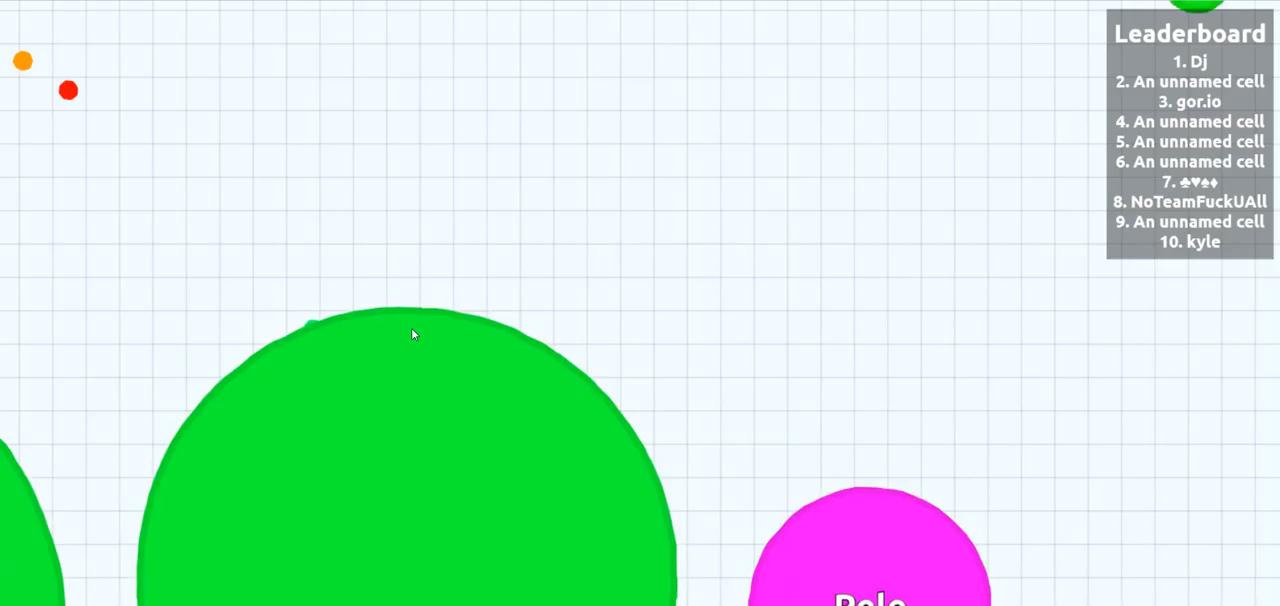 Leaderboard
1. Dj
2. An unnamed cell
3. gor.io
4. An unnamed cell
5. An unnamed cell
6. An unnamed cell
7. ♣♥♠♦
8. NoTeamFuckUAll
9. An unnamed cell
10. kyle